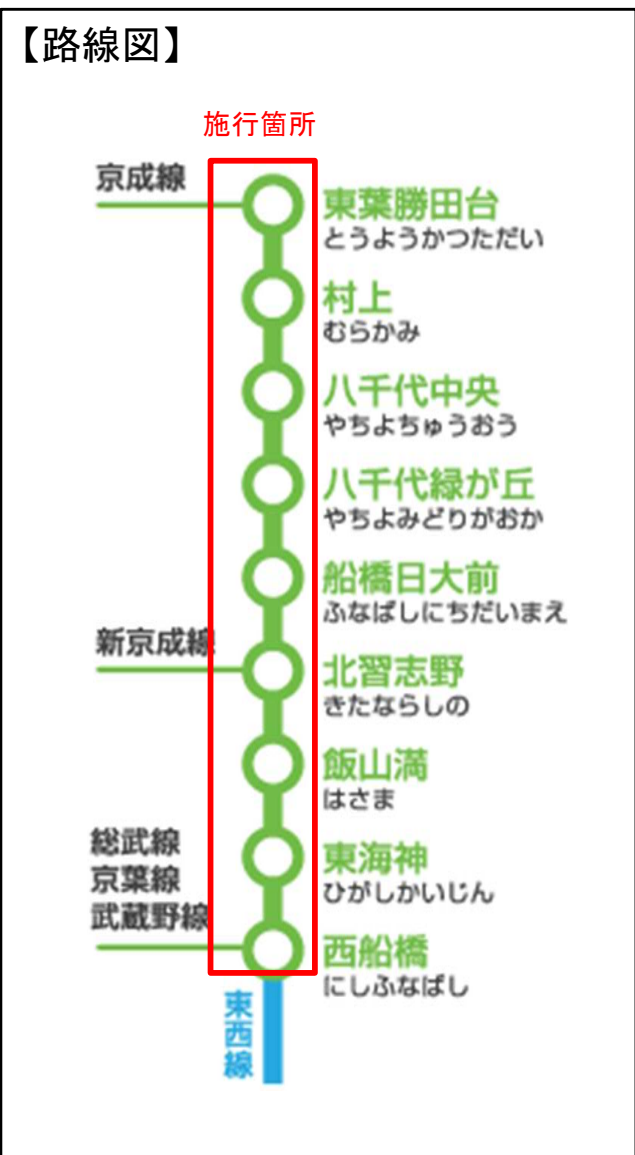 【路線図】
施行箇所
京成線
東葉勝田台
とうようかつただい
村上
むらかみ
八千代中央
やちよちゅうおう
八千代緑が丘
やちよみどりがおか
船橋日大前
ふなばしにちだいまえ
新京成線
北習志野
きたならしの
飯山満
はさま
総武線
京葉線
武蔵野線
東海神
ひがしかいじん
西船橋
にしふなばし
東西線